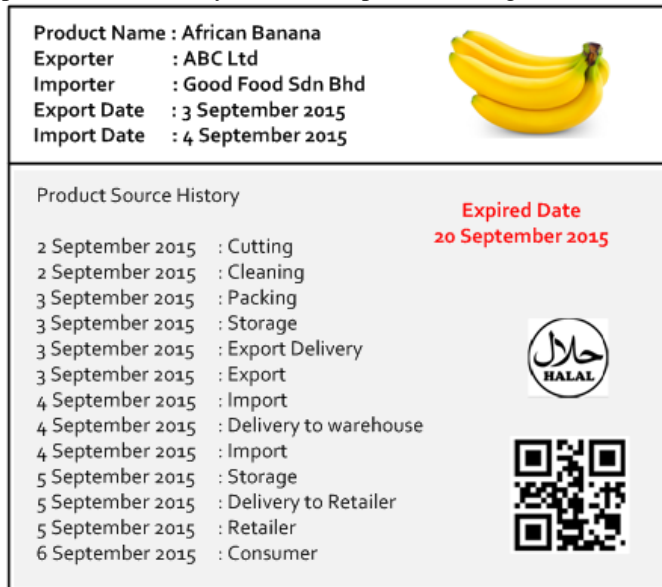 Product Name : African Banana
Exporter : ABC Ltd
Importer : Good Food Sdn Bhd
Export Date : 3 September 2015
Import Date : 4 September 2015
Product Source History
Expired Date
20 September 2015
2 September 2015 : Cutting
2 September 2015 : Cleaning
3 September 2015 : Packing
3 September 2015 : Storage
3 September 2015 : Export Delivery
3 September 2015 : Export
4 September 2015 : Import
4 September 2015 : Delivery to warehouse
4 September 2015 : Import
5 September 2015 : Storage
5 September 2015 : Delivery to Retailer
5 September 2015 : Retailer
6 September 2015 : Consumer
حلال
HALAL